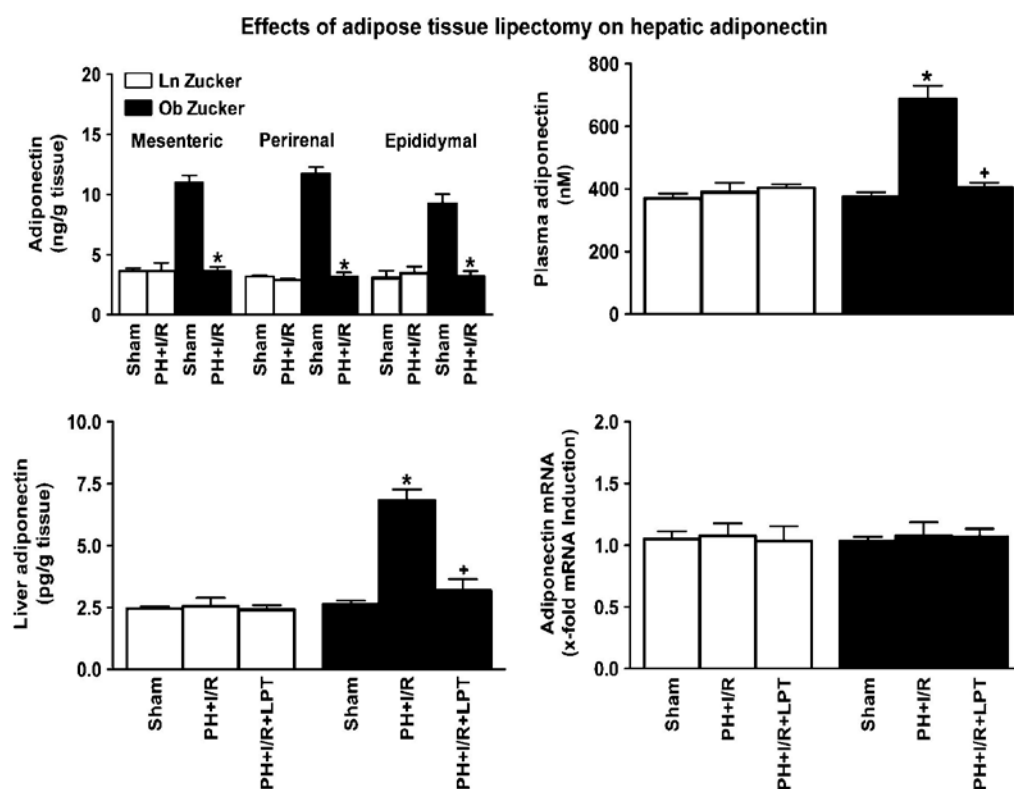 Effects of adipose tissue lipectomy on hepatic adiponectin
Adiponectin
(ng/g tissue)
20
15
10
5
0
Ln Zucker
Ob Zucker
Mesenteric Perirenal Epididymal
* * *
Sham PH+I/R Sham PH+I/R Sham PH+I/R Sham PH+I/R Sham PH+I/R Sham PH+I/R
Plasma adiponectin
(nM)
800
600
400
200
0
*
+
Liver adiponectin
(pg/g tissue)
10.0
7.5
5.0
2.5
0.0
*
+
Sham PH+I/R PH+I/R+LPT Sham PH+I/R PH+I/R+LPT
Adiponectin mRNA
(x-fold mRNA Induction)
2.0
1.5
1.0
0.5
0.0
Sham PH+I/R PH+I/R+LPT Sham PH+I/R PH+I/R+LPT